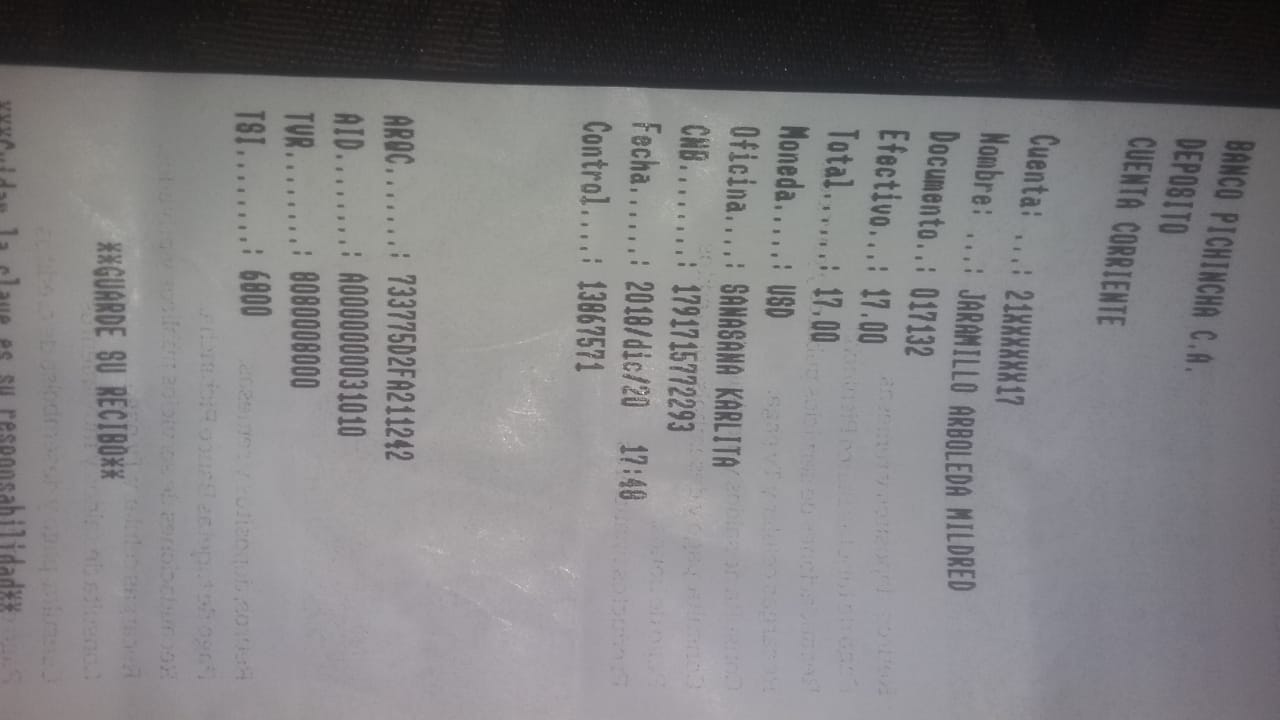 BANCO PICHINCHA C.A.
DEPOSITO
CUENTA CORRIENTE
Cuenta: ...: 21XXXXXX17
Nombre: ...: JARAMILLO ARBOLEDA MILDRED
Documento..: 017132
Efectivo...: 17.00
Total......: 17.00
Moneda.....: USD
Oficina....: SANASANA KARLITA
CNB........: 1791715772293
Fecha......: 2018/dic/20 17:40
Control....: 13867571
ARQC.......: 733775D2FA211242
AID........: A0000000031010
TVR........: 8080008000
TSI........: 6800
**GUARDE SU RECIBO**
***Cuidar la clave es su responsabilidad**